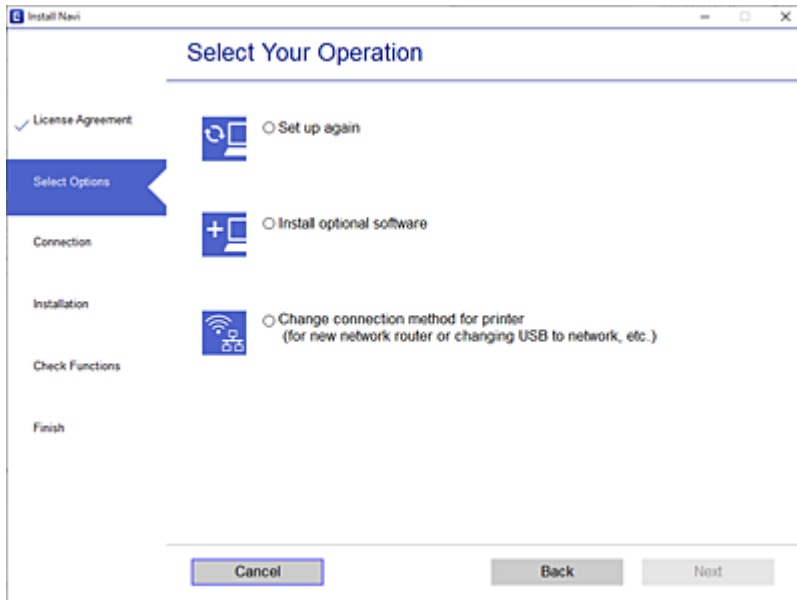 Install Navi
Select Your Operation
License Agreement
Set up again
Select Options
Install optional software
Connection
Installation
Change connection method for printer
(for new network router or changing USB to network, etc.)
Check Functions
Finish
Cancel
Back
Next